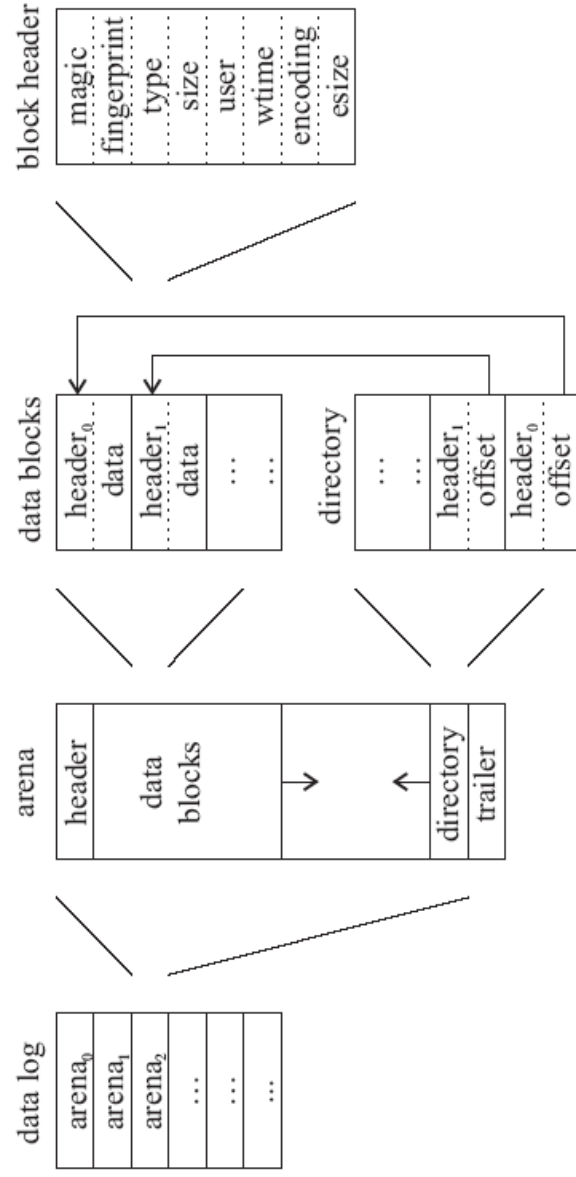 data log
arena₀
arena₁
arena₂
...
...
...
arena
header
data
blocks
directory
trailer
data blocks
header₀
data
header₁
data
...
...
directory
...
...
header₁
offset
header₀
offset
block header
magic
fingerprint
type
size
user
wtime
encoding
esize